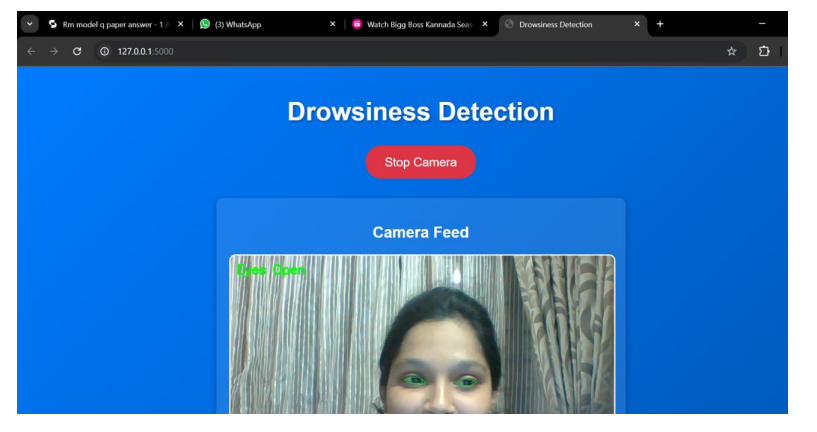 Rm model q paper answer - 1 A
(3) WhatsApp
Watch Bigg Boss Kannada Seas
Drowsiness Detection
127.0.0.1:5000
Drowsiness Detection
Stop Camera
Camera Feed
Eyes Open